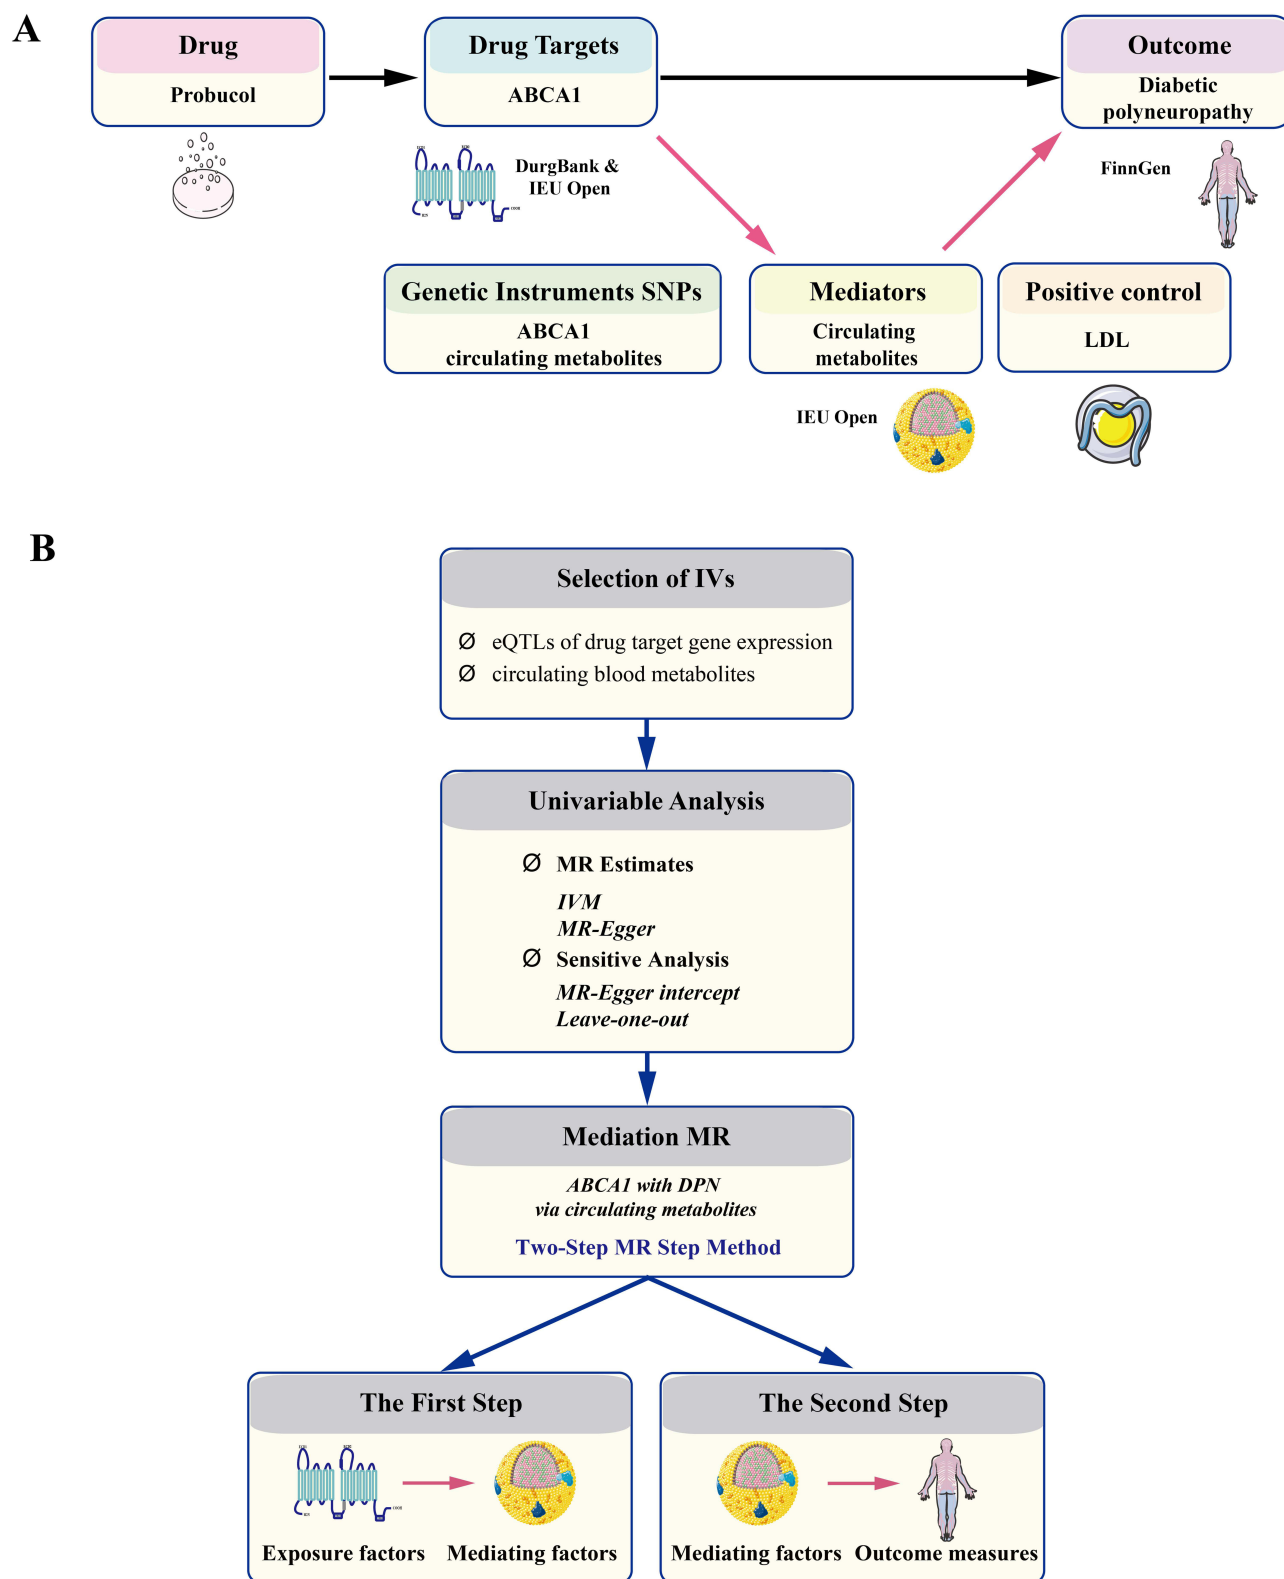 A
Drug
Probucol
Drug Targets
ABCA1
Outcome
Diabetic
polyneuropathy
DurgBank &
IEU Open
FinnGen
Genetic Instruments SNPs
ABCA1
circulating metabolites
Mediators
Circulating
metabolites
Positive control
LDL
IEU Open
B
Selection of IVs
Ø eQTLs of drug target gene expression
Ø circulating blood metabolites
Univariable Analysis
Ø MR Estimates
IVM
MR-Egger
Ø Sensitive Analysis
MR-Egger intercept
Leave-one-out
Mediation MR
ABCA1 with DPN
via circulating metabolites
Two-Step MR Step Method
The First Step
Exposure factors
Mediating factors
The Second Step
Mediating factors
Outcome measures